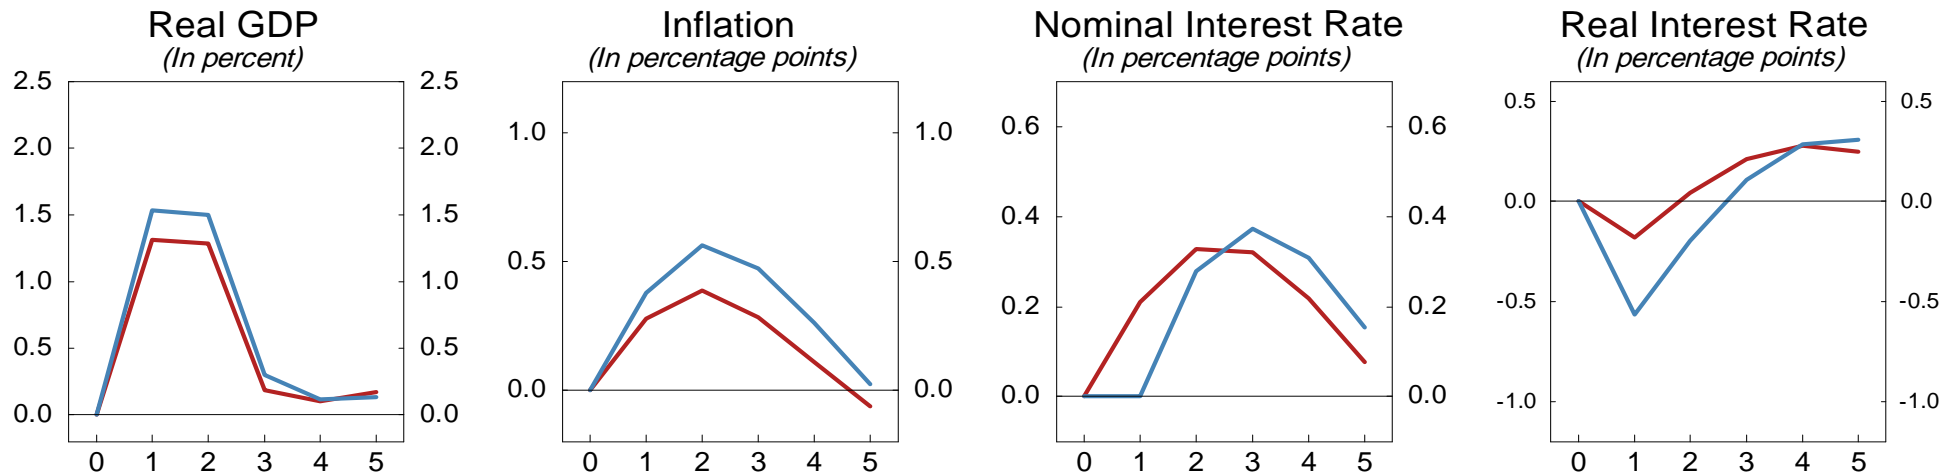 Real GDP
(In percent)
2.5 2.5
2.0 2.0
1.5 1.5
1.0 1.0
0.5 0.5
0.0 0.0
0 1 2 3 4 5
Inflation
(In percentage points)
1.0 1.0
0.5 0.5
0.0 0.0
0 1 2 3 4 5
Nominal Interest Rate
(In percentage points)
0.6 0.6
0.4 0.4
0.2 0.2
0.0 0.0
0 1 2 3 4 5
Real Interest Rate
(In percentage points)
0.5 0.5
0.0 0.0
-0.5 -0.5
-1.0 -1.0
0 1 2 3 4 5